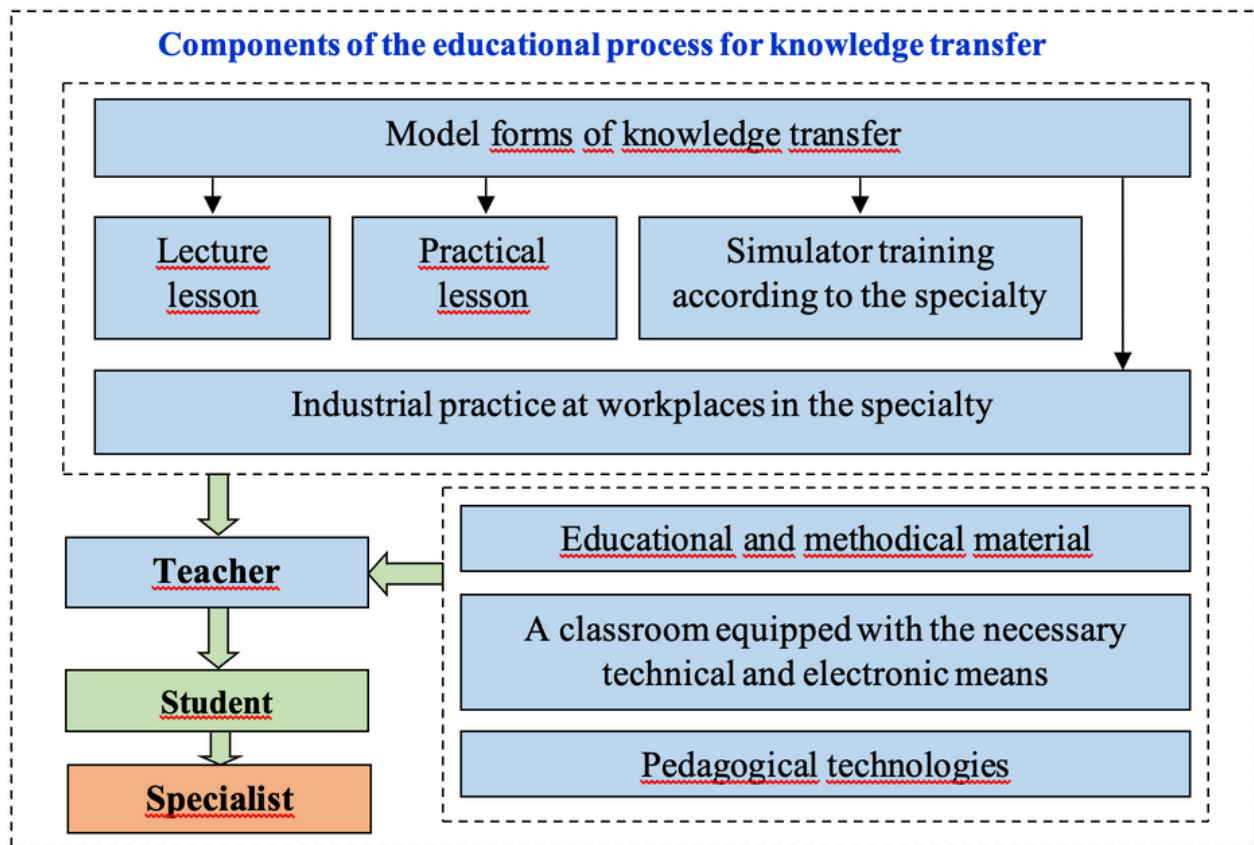 Components of the educational process for knowledge transfer
Model forms of knowledge transfer
Lecture
lesson
Practical
lesson
Simulator training
according to the specialty
Industrial practice at workplaces in the specialty
Teacher
Student
Specialist
Educational and methodical material
A classroom equipped with the necessary
technical and electronic means
Pedagogical technologies